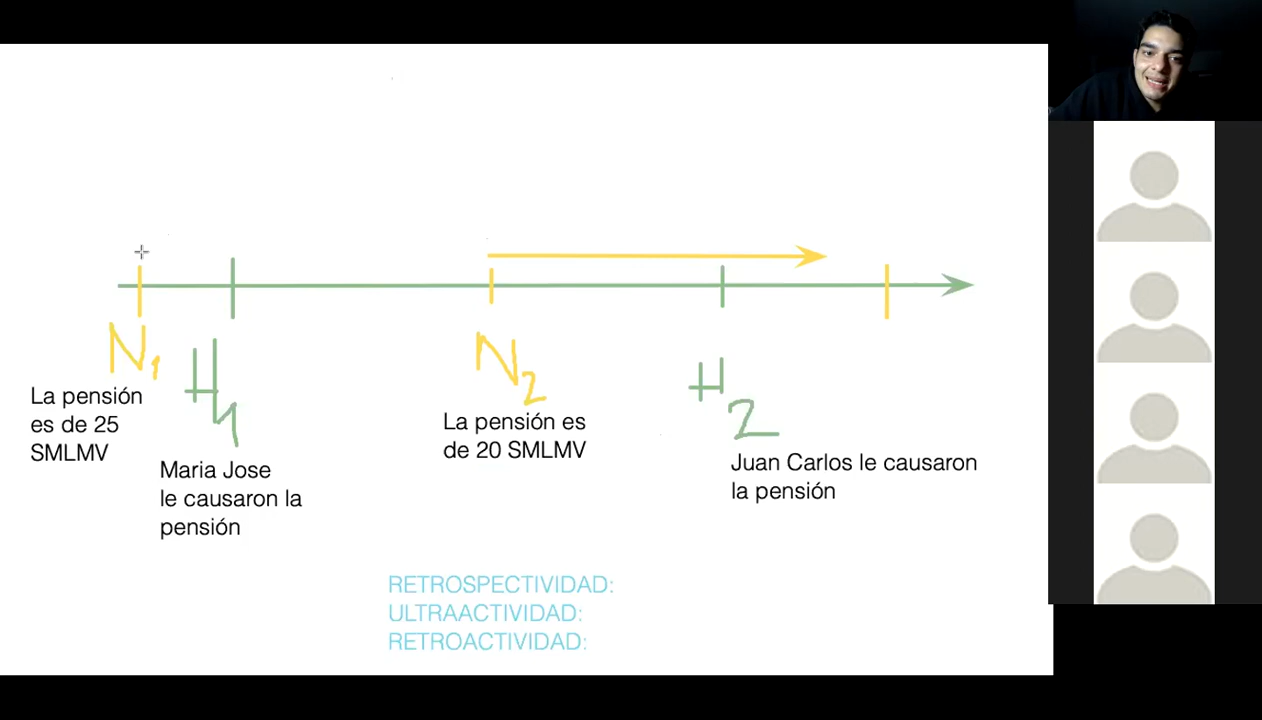 N1
La pensión
es de 25
SMLMV
H1
Maria Jose
le causaron la
pensión
N2
La pensión es
de 20 SMLMV
H2
Juan Carlos le causaron
la pensión
RETROSPECTIVIDAD:
ULTRAACTIVIDAD:
RETROACTIVIDAD: